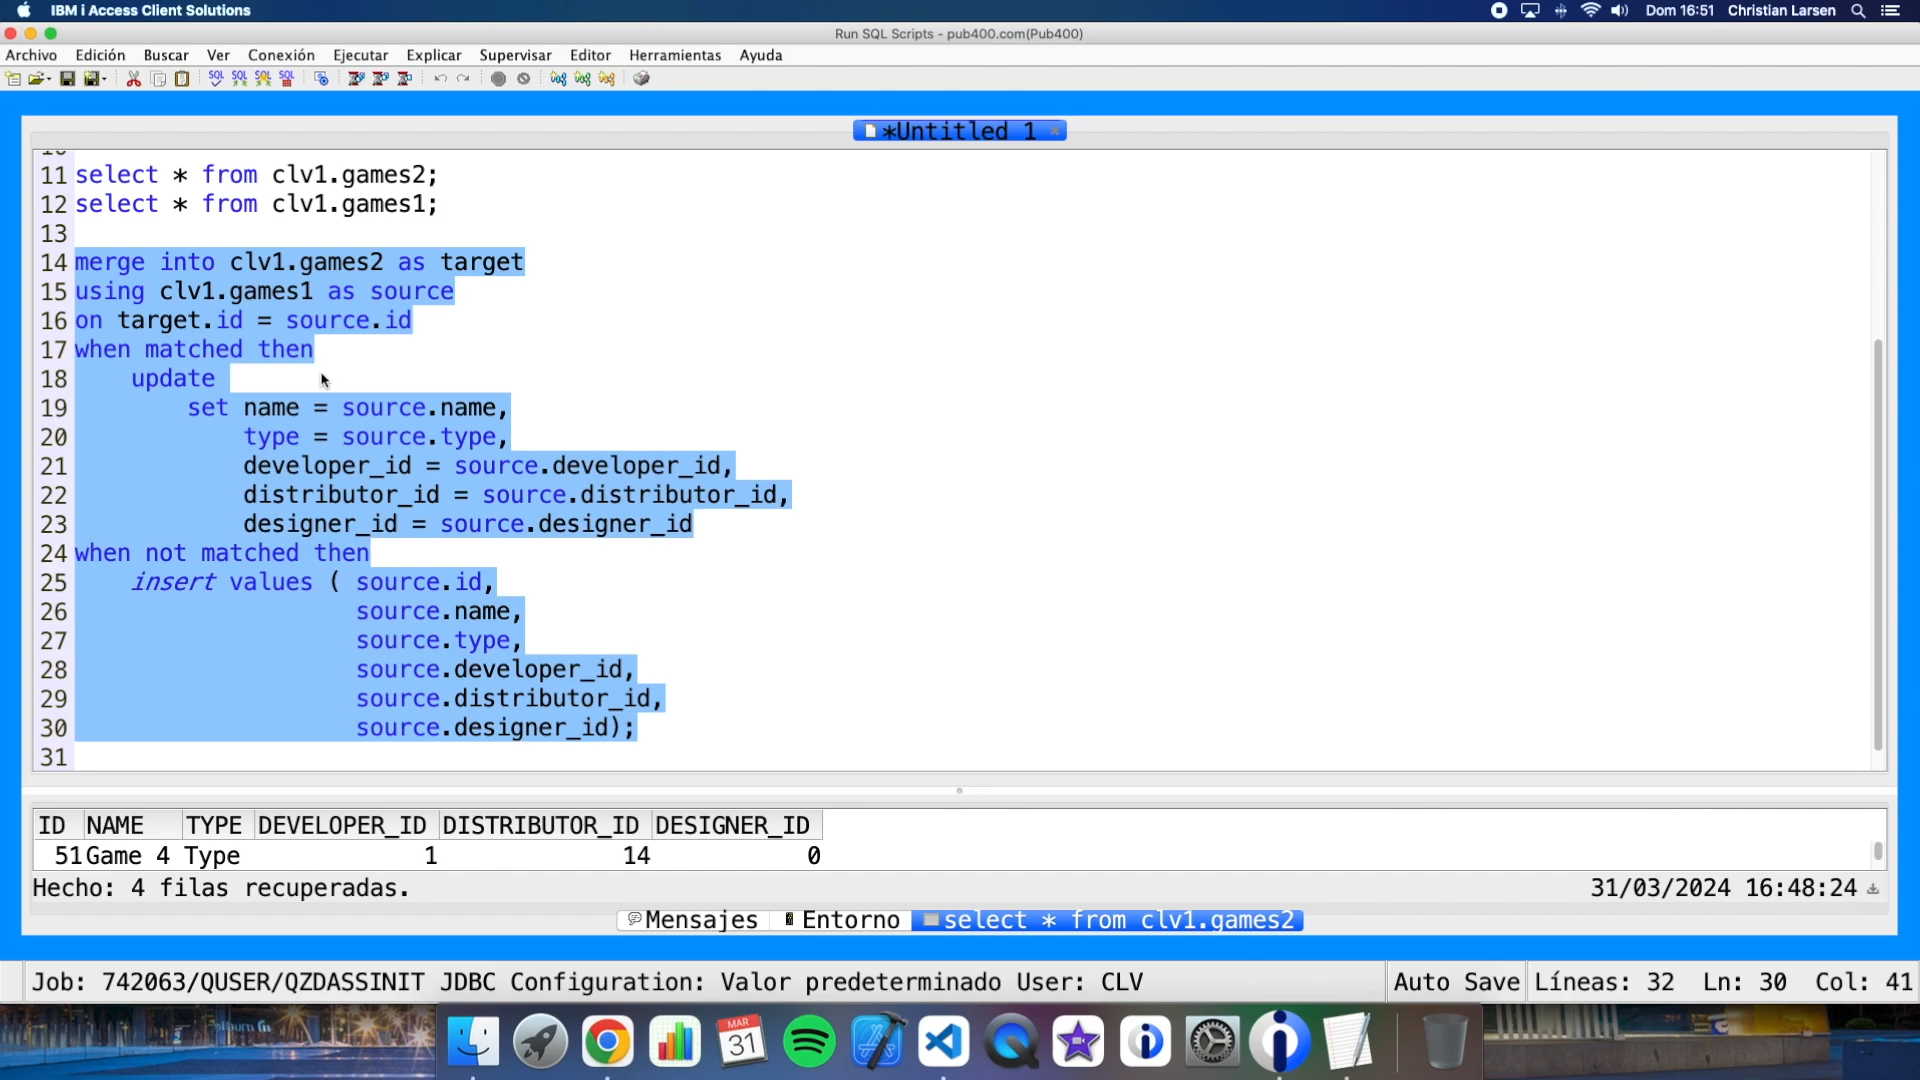 IBM i Access Client Solutions
Dom 16:51 Christian Larsen
Run SQL Scripts - pub400.com(Pub400)
Archivo Edición Buscar Ver Conexión Ejecutar Explicar Supervisar Editor Herramientas Ayuda
SQL SQL SQL SQL
*Untitled 1
11 select * from clv1.games2;
12 select * from clv1.games1;
13
14 merge into clv1.games2 as target
15 using clv1.games1 as source
16 on target.id = source.id
17 when matched then
18 update
19 set name = source.name,
20 type = source.type,
21 developer_id = source.developer_id,
22 distributor_id = source.distributor_id,
23 designer_id = source.designer_id
24 when not matched then
25 insert values ( source.id,
26 source.name,
27 source.type,
28 source.developer_id,
29 source.distributor_id,
30 source.designer_id);
31
ID NAME TYPE DEVELOPER_ID DISTRIBUTOR_ID DESIGNER_ID
51 Game 4 Type 1 14 0
Hecho: 4 filas recuperadas. 31/03/2024 16:48:24
Mensajes Entorno select * from clv1.games2
Job: 742063/QUSER/QZDASSINIT JDBC Configuration: Valor predeterminado User: CLV Auto Save Líneas: 32 Ln: 30 Col: 41
MAR
31